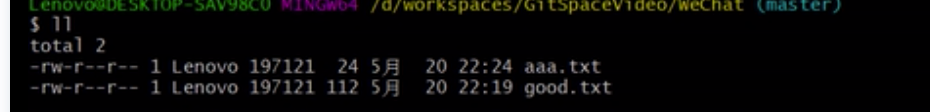 Lenovo@DESKTOP-SAV98C0 MINGW64 /d/workspaces/GitSpaceVideo/WeChat (master)
$ ll
total 2
-rw-r--r-- 1 Lenovo 197121  24 5月  20 22:24 aaa.txt
-rw-r--r-- 1 Lenovo 197121 112 5月  20 22:19 good.txt